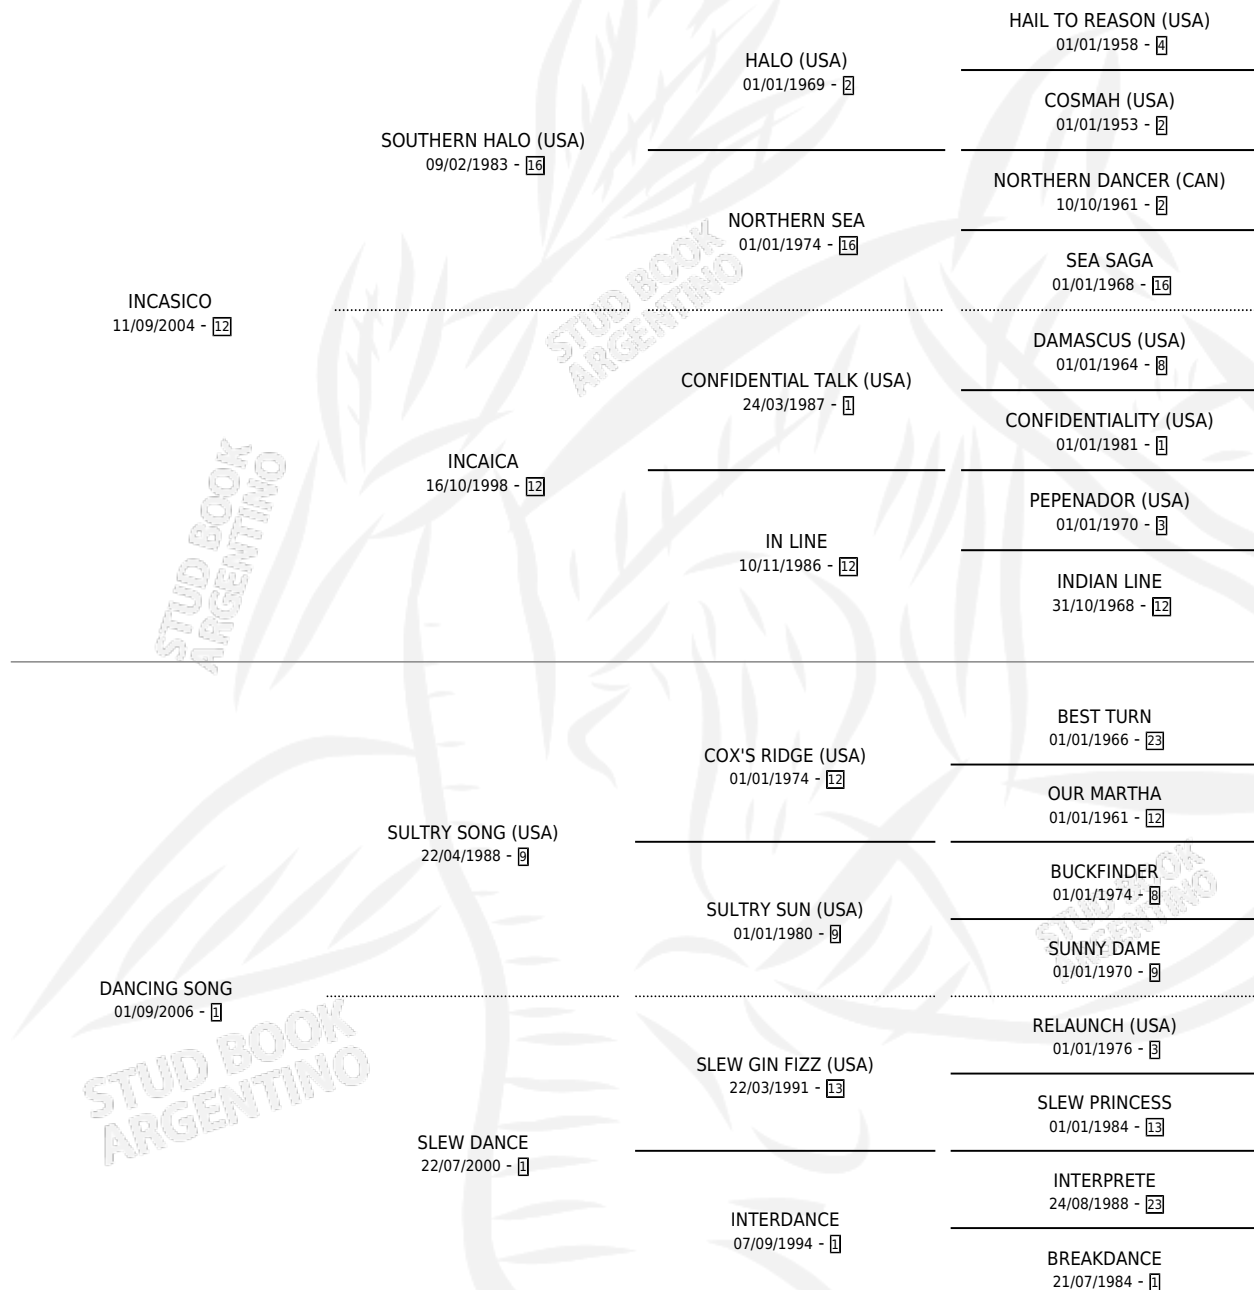 HAIL TO REASON (USA)
01/01/1958 - 4
HALO (USA)
01/01/1969 - 2
COSMAH (USA)
01/01/1953 - 2
SOUTHERN HALO (USA)
09/02/1983 - 16
NORTHERN DANCER (CAN)
10/10/1961 - 2
NORTHERN SEA
01/01/1974 - 16
SEA SAGA
01/01/1968 - 16
STUD BOOK
ARGENTINO
INCASICO
11/09/2004 - 12
DAMASCUS (USA)
01/01/1964 - 8
CONFIDENTIAL TALK (USA)
24/03/1987 - 1
CONFIDENTIALITY (USA)
01/01/1981 - 1
INCAICA
16/10/1998 - 12
PEPENADOR (USA)
01/01/1970 - 3
IN LINE
10/11/1986 - 12
INDIAN LINE
31/10/1968 - 12
STUD BOOK
ARGENTINO
BEST TURN
01/01/1966 - 23
COX'S RIDGE (USA)
01/01/1974 - 12
OUR MARTHA
01/01/1961 - 12
SULTRY SONG (USA)
22/04/1988 - 9
BUCKFINDER
01/01/1974 - 8
STUD BOOK
ARGENTINO
SULTRY SUN (USA)
01/01/1980 - 9
SUNNY DAME
01/01/1970 - 9
DANCING SONG
01/09/2006 - 1
STUD BOOK
ARGENTINO
RELAUNCH (USA)
01/01/1976 - 3
SLEW GIN FIZZ (USA)
22/03/1991 - 13
SLEW PRINCESS
01/01/1984 - 13
SLEW DANCE
22/07/2000 - 1
INTERPRETE
24/08/1988 - 23
INTERDANCE
07/09/1994 - 1
BREAKDANCE
21/07/1984 - 1